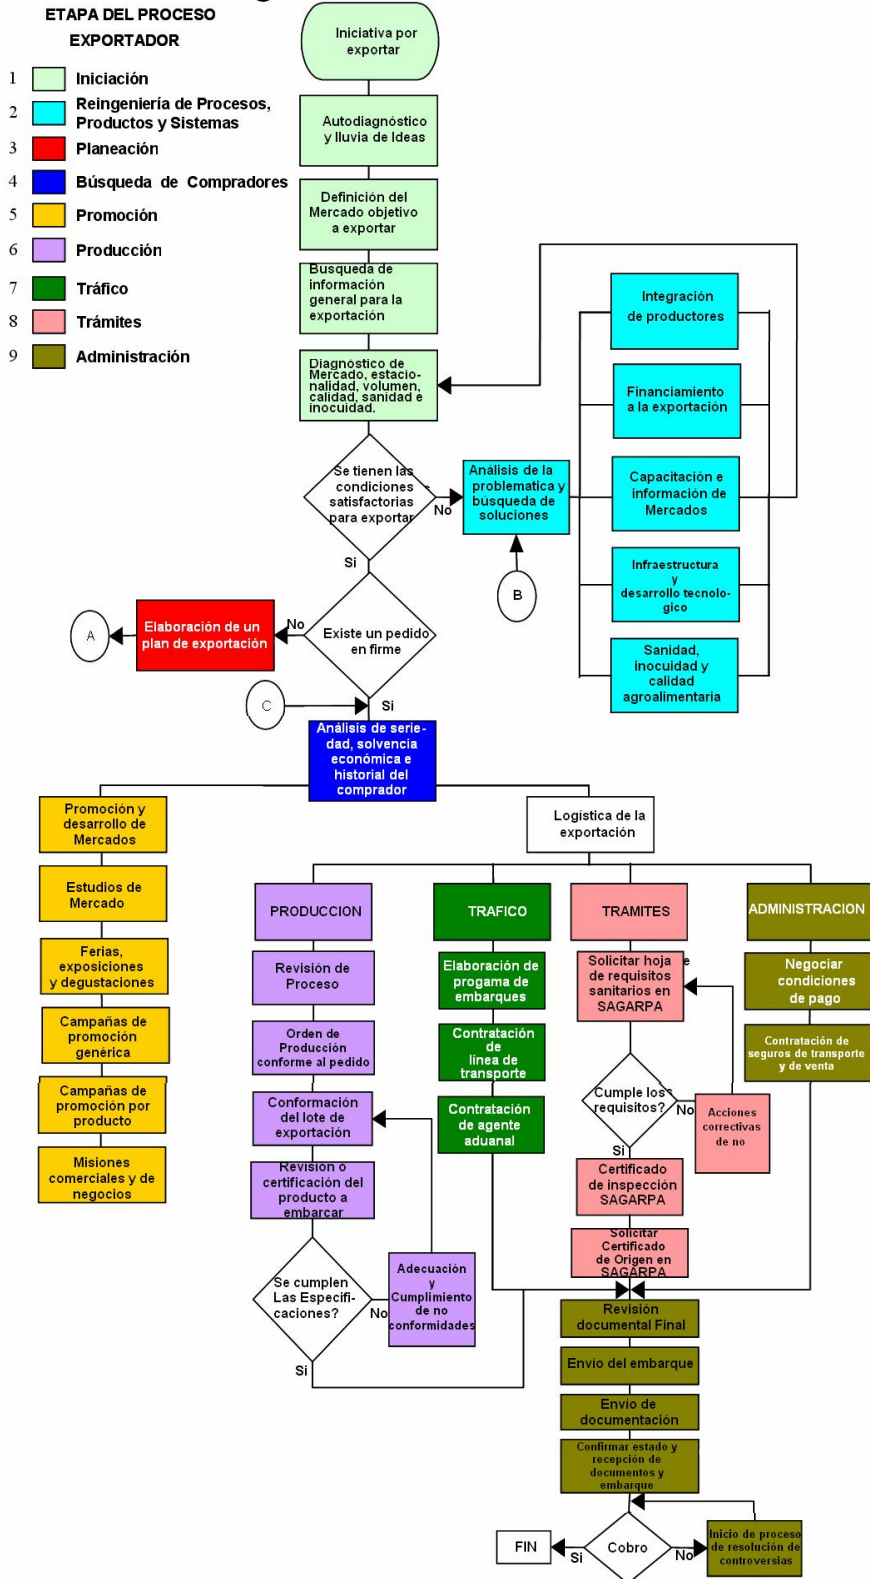 ETAPA DEL PROCESO
EXPORTADOR
1 Iniciación
2 Reingeniería de Procesos,
Productos y Sistemas
3 Planeación
4 Búsqueda de Compradores
5 Promoción
6 Producción
7 Tráfico
8 Trámites
9 Administración
Iniciativa por
exportar
Autodiagnóstico
y lluvia de Ideas
Definición del
Mercado objetivo
a exportar
Busqueda de
información
general para la
exportación
Diagnóstico de
Mercado, estacio-
nalidad, volumen,
calidad, sanidad e
inocuidad.
Se tienen las
condiciones
satisfactorias
para exportar
No
Si
Análisis de la
problematica y
búsqueda de
soluciones
B
Integración
de productores
Financiamiento
a la exportación
Capacitación e
información de
Mercados
Infraestructura
y
desarrollo tecnolo-
gico
Sanidad,
inocuidad y
calidad
agroalimentaria
Existe un pedido
en firme
No
Elaboración de un
plan de exportación
A
C
Si
Análisis de serie-
dad, solvencia
económica e
historial del
comprador
Promoción y
desarrollo de
Mercados
Estudios de
Mercado
Ferias,
exposiciones
y degustaciones
Campañas de
promoción
genérica
Campañas de
promoción por
producto
Misiones
comerciales y de
negocios
Logística de la
exportación
PRODUCCION
Revisión de
Proceso
Orden de
Producción
conforme al pedido
Conformación
del lote de
exportación
Revisión o
certificación del
producto a
embarcar
Se cumplen
Las Especifi-
caciones?
No
Adecuación
y
Cumplimiento
de no
conformidades
Si
TRAFICO
Elaboración de
progama de
embarques
Contratación
de
línea de
transporte
Contratación
de agente
aduanal
TRAMITES
Solicitar hoja e
de requisitos
sanitarios en
SAGARPA
Cumple los s
requisitos?
No
Acciones
correctivas
de no
Si
Certificado
de inspección
SAGARPA
Solicitar
Certificado
de Origen en
SAGARPA
ADMINISTRACION
Negociar
condiciones
de pago
Contratación de
seguros de transporte
y de venta
Revisión
documental Final
Envío del embarque
Envío de
documentación
Confirmar estado y
recepción de
documentos y
embarque
Cobro
Si
FIN
No
Inicio de proceso
de resolución de
controversias